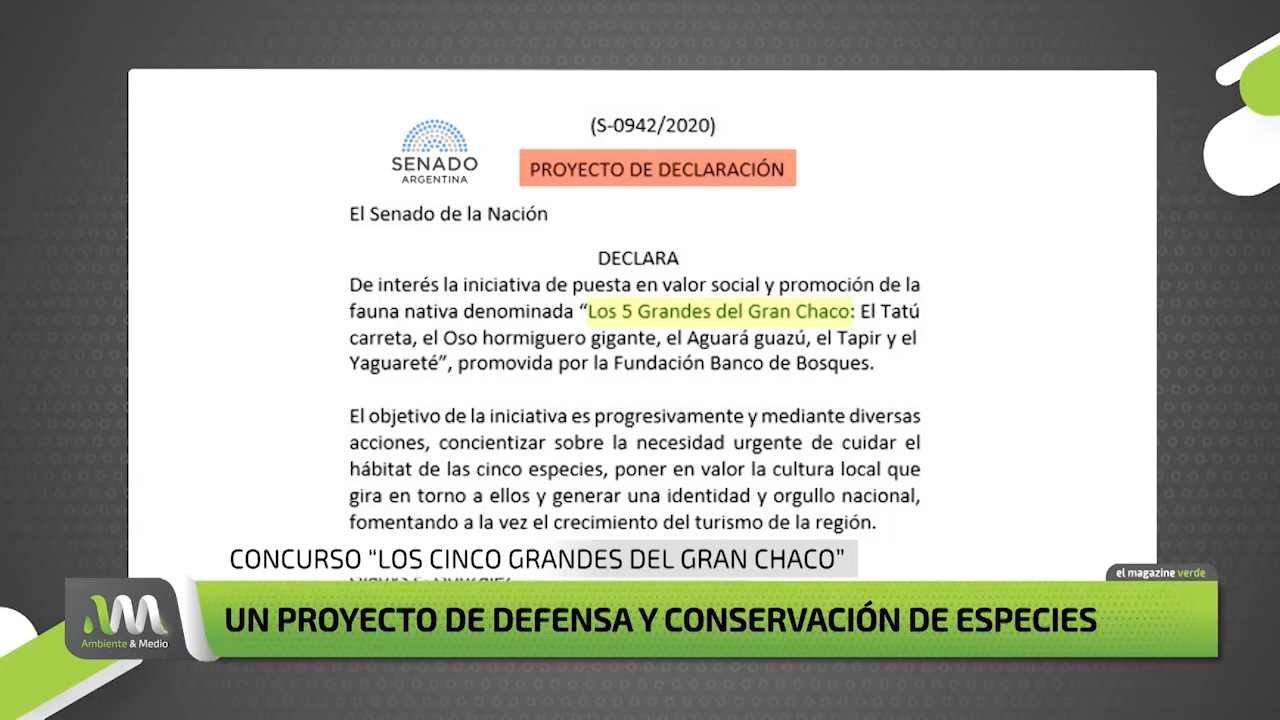 (S-0942/2020)
SENADO
ARGENTINA
PROYECTO DE DECLARACIÓN
El Senado de la Nación
DECLARA
De interés la iniciativa de puesta en valor social y promoción de la
fauna nativa denominada “Los 5 Grandes del Gran Chaco: El Tatú
carreta, el Oso hormiguero gigante, el Aguará guazú, el Tapir y el
Yaguareté”, promovida por la Fundación Banco de Bosques.
El objetivo de la iniciativa es progresivamente y mediante diversas
acciones, concientizar sobre la necesidad urgente de cuidar el
hábitat de las cinco especies, poner en valor la cultura local que
gira en torno a ellos y generar una identidad y orgullo nacional,
fomentando a la vez el crecimiento del turismo de la región.
CONCURSO “LOS CINCO GRANDES DEL GRAN CHACO”
el magazine verde
UN PROYECTO DE DEFENSA Y CONSERVACIÓN DE ESPECIES
AM
Ambiente & Medio